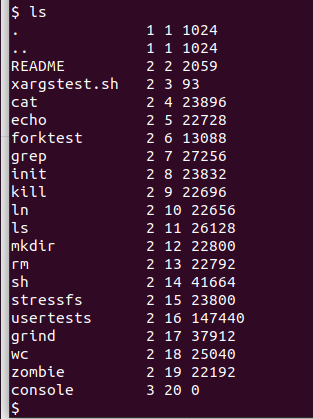 $ ls
. 1 1 1024
.. 1 1 1024
README 2 2 2059
xargstest.sh 2 3 93
cat 2 4 23896
echo 2 5 22728
forktest 2 6 13088
grep 2 7 27256
init 2 8 23832
kill 2 9 22696
ln 2 10 22656
ls 2 11 26128
mkdir 2 12 22800
rm 2 13 22792
sh 2 14 41664
stressfs 2 15 23800
usertests 2 16 147440
grind 2 17 37912
wc 2 18 25040
zombie 2 19 22192
console 3 20 0
$